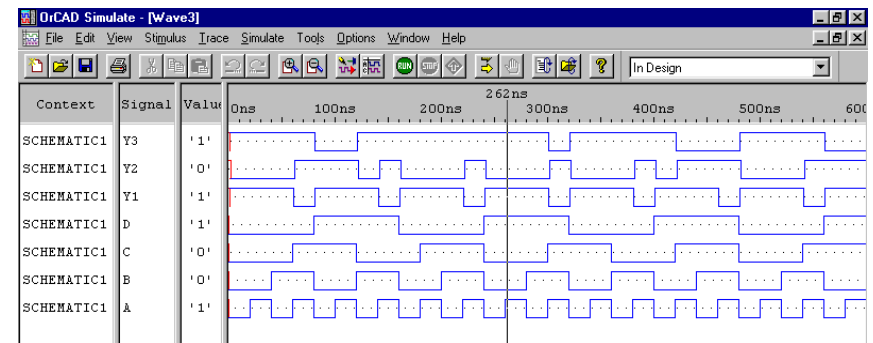 OrCAD Simulate - [Wave3]
File Edit View Stimulus Trace Simulate Tools Options Window Help
RUN STOP ? In Design
262ns
Context Signal Value 0ns 100ns 200ns 300ns 400ns 500ns 600
SCHEMATIC1 Y3 '1'
SCHEMATIC1 Y2 '0'
SCHEMATIC1 Y1 '1'
SCHEMATIC1 D '1'
SCHEMATIC1 C '0'
SCHEMATIC1 B '0'
SCHEMATIC1 A '1'